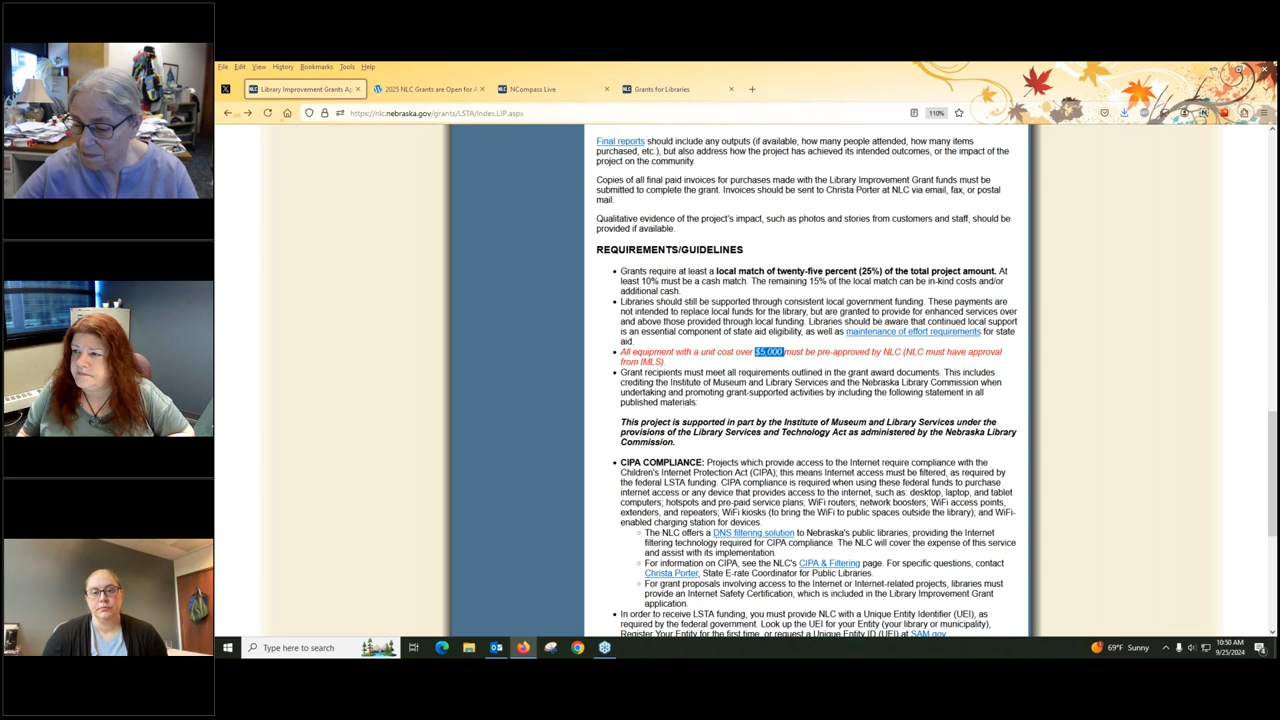 File Edit View History Bookmarks Tools Help
Library Improvement Grants Ap
2025 NLC Grants are Open for A
NCompass Live
Grants for Libraries
https://nlc.nebraska.gov/grants/LSTA/index.LIP.aspx
110%
Final reports should include any outputs (if available, how many people attended, how many items
purchased, etc.), but also address how the project has achieved its intended outcomes, or the impact of the
project on the community.
Copies of all final paid invoices for purchases made with the Library Improvement Grant funds must be
submitted to complete the grant. Invoices should be sent to Christa Porter at NLC via email, fax, or postal
mail.
Qualitative evidence of the project's impact, such as photos and stories from customers and staff, should be
provided if available.
REQUIREMENTS/GUIDELINES
Grants require at least a local match of twenty-five percent (25%) of the total project amount. At
least 10% must be a cash match. The remaining 15% of the local match can be in-kind costs and/or
additional cash.
Libraries should still be supported through consistent local government funding. These payments are
not intended to replace local funds for the library, but are granted to provide for enhanced services over
and above those provided through local funding. Libraries should be aware that continued local support
is an essential component of state aid eligibility, as well as maintenance of effort requirements for state
aid.
All equipment with a unit cost over $5,000 must be pre-approved by NLC (NLC must have approval
from IMLS).
Grant recipients must meet all requirements outlined in the grant award documents. This includes
crediting the Institute of Museum and Library Services and the Nebraska Library Commission when
undertaking and promoting grant-supported activities by including the following statement in all
published materials:
This project is supported in part by the Institute of Museum and Library Services under the
provisions of the Library Services and Technology Act as administered by the Nebraska Library
Commission.
CIPA COMPLIANCE: Projects which provide access to the Internet require compliance with the
Children's Internet Protection Act (CIPA); this means Internet access must be filtered, as required by
the federal LSTA funding. CIPA compliance is required when using these federal funds to purchase
internet access or any device that provides access to the internet, such as: desktop, laptop, and tablet
computers; hotspots and pre-paid service plans; WiFi routers; network boosters; WiFi access points,
extenders, and repeaters; WiFi kiosks (to bring the WiFi to public spaces outside the library); and WiFi-
enabled charging station for devices.
The NLC offers a DNS filtering solution to Nebraska's public libraries, providing the Internet
filtering technology required for CIPA compliance. The NLC will cover the expense of this service
and assist with its implementation.
For information on CIPA, see the NLC's CIPA & Filtering page. For specific questions, contact
Christa Porter, State E-rate Coordinator for Public Libraries.
For grant proposals involving access to the Internet or Internet-related projects, libraries must
provide an Internet Safety Certification, which is included in the Library Improvement Grant
application.
In order to receive LSTA funding, you must provide NLC with a Unique Entity Identifier (UEI), as
required by the federal government. Look up the UEI for your Entity (your library or municipality),
Register Your Entity for the first time, or request a Unique Entity ID (UEI) at SAM.gov.
Type here to search
69°F Sunny
10:50 AM
9/25/2024